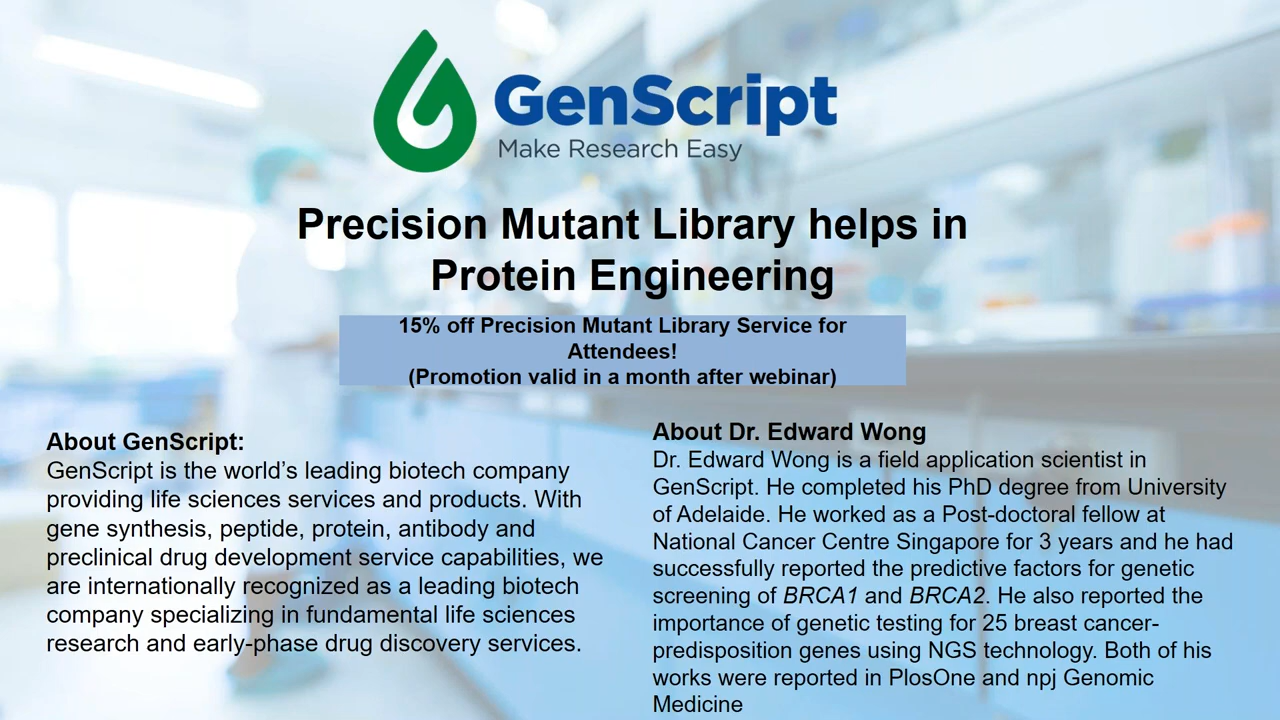 GenScript
Make Research Easy
Precision Mutant Library helps in
Protein Engineering
15% off Precision Mutant Library Service for
Attendees!
(Promotion valid in a month after webinar)
About GenScript:
GenScript is the world’s leading biotech company
providing life sciences services and products. With
gene synthesis, peptide, protein, antibody and
preclinical drug development service capabilities, we
are internationally recognized as a leading biotech
company specializing in fundamental life sciences
research and early-phase drug discovery services.
About Dr. Edward Wong
Dr. Edward Wong is a field application scientist in
GenScript. He completed his PhD degree from University
of Adelaide. He worked as a Post-doctoral fellow at
National Cancer Centre Singapore for 3 years and he had
successfully reported the predictive factors for genetic
screening of BRCA1 and BRCA2. He also reported the
importance of genetic testing for 25 breast cancer-
predisposition genes using NGS technology. Both of his
works were reported in PlosOne and npj Genomic
Medicine